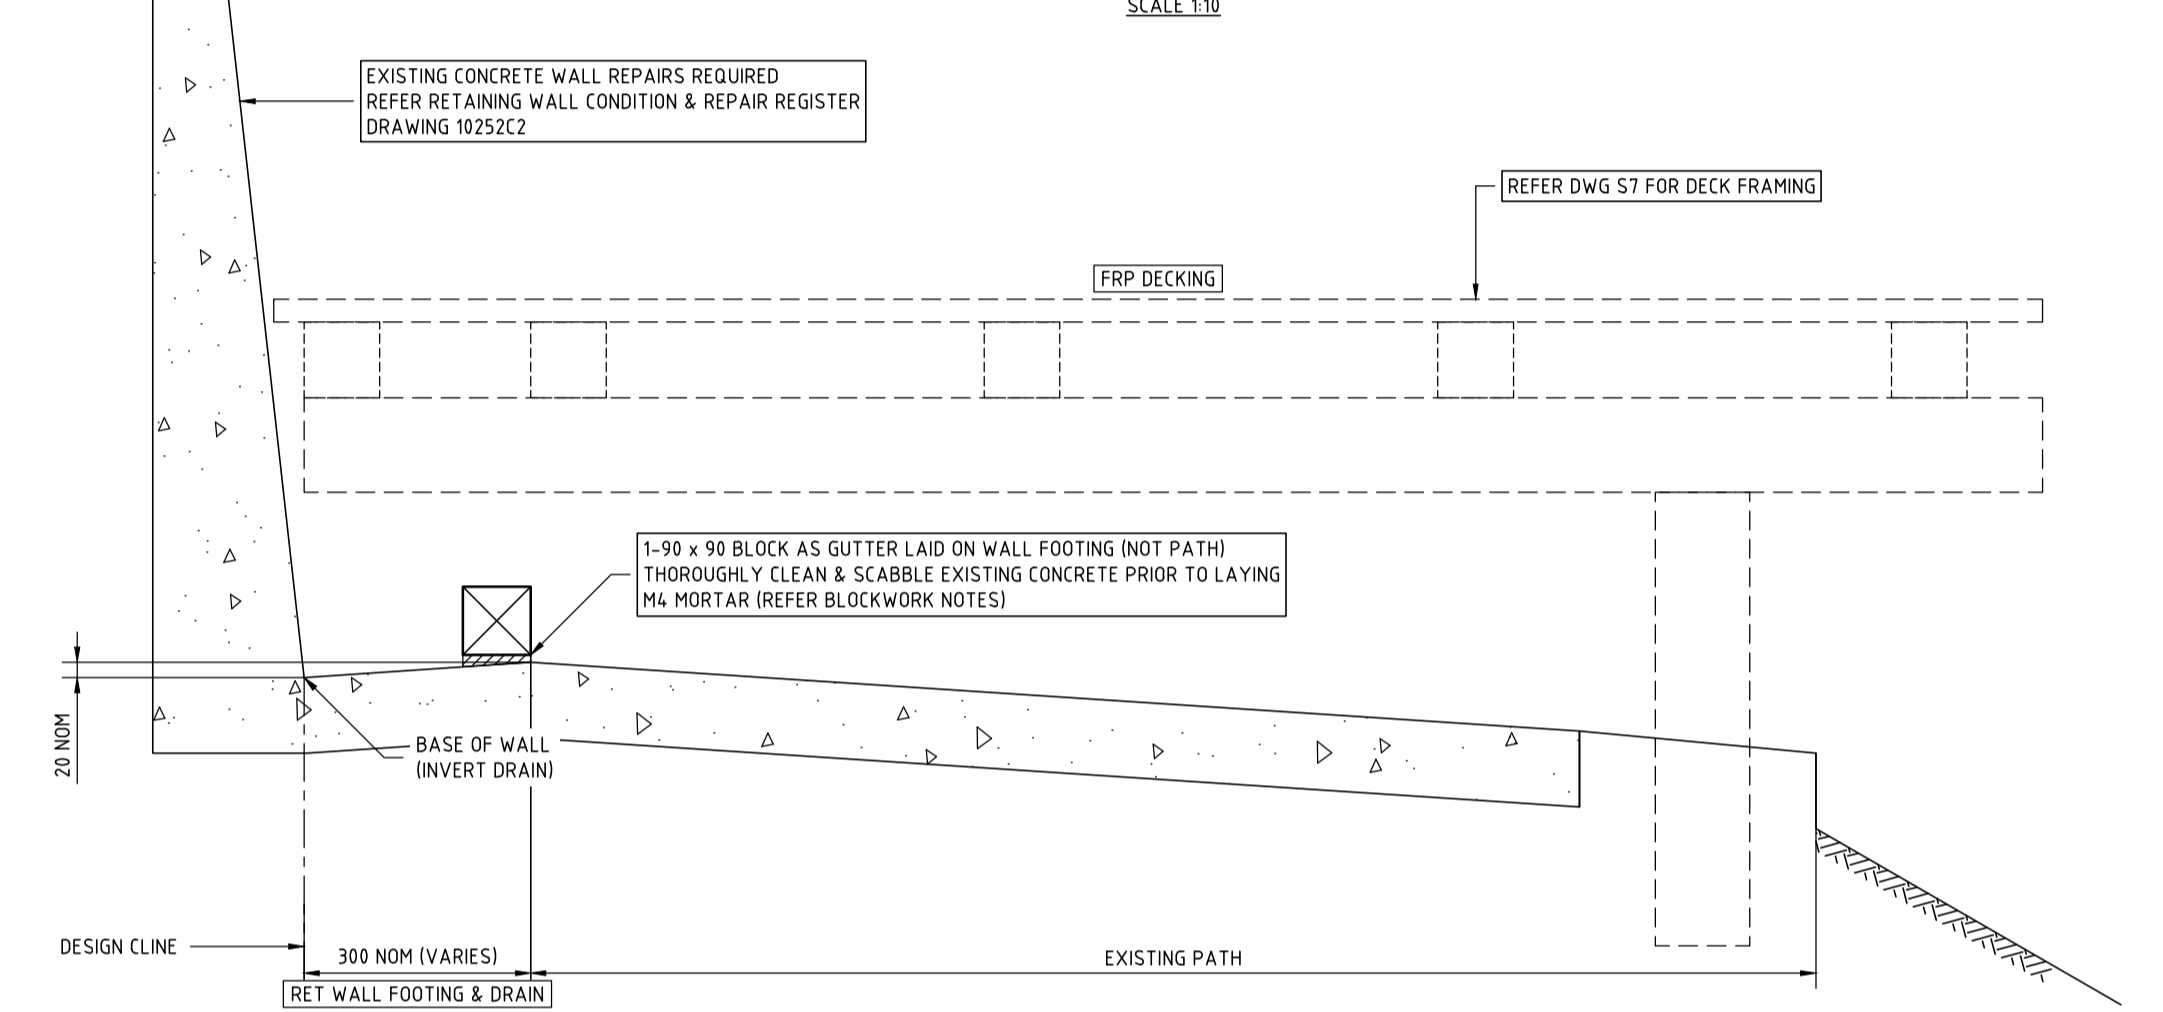 SCALE 1:10
EXISTING CONCRETE WALL REPAIRS REQUIRED
REFER RETAINING WALL CONDITION & REPAIR REGISTER
DRAWING 10252C2
REFER DWG S7 FOR DECK FRAMING
FRP DECKING
1-90 x 90 BLOCK AS GUTTER LAID ON WALL FOOTING (NOT PATH)
THOROUGHLY CLEAN & SCABBLE EXISTING CONCRETE PRIOR TO LAYING
M4 MORTAR (REFER BLOCKWORK NOTES)
20 NOM
BASE OF WALL
(INVERT DRAIN)
DESIGN CLINE
300 NOM (VARIES)
EXISTING PATH
RET WALL FOOTING & DRAIN